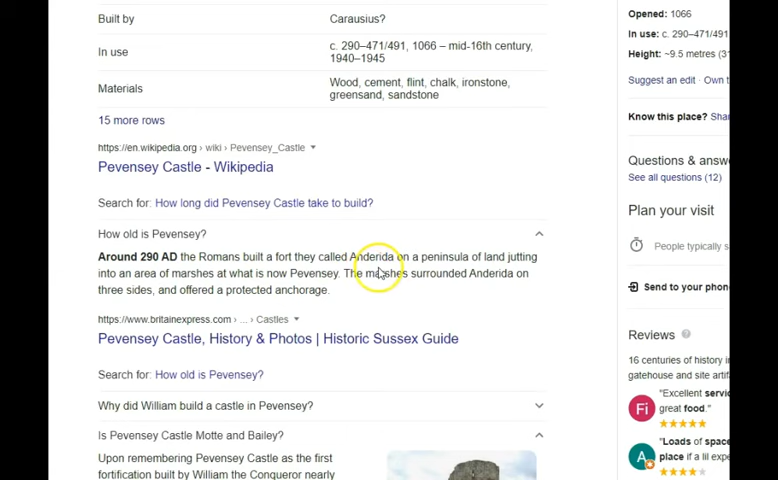 Built by Carausius?
In use c. 290–471/491, 1066 – mid-16th century,
1940–1945
Materials Wood, cement, flint, chalk, ironstone,
greensand, sandstone
15 more rows
https://en.wikipedia.org › wiki › Pevensey_Castle
Pevensey Castle - Wikipedia
Search for: How long did Pevensey Castle take to build?
How old is Pevensey?
Around 290 AD the Romans built a fort they called Anderida on a peninsula of land jutting
into an area of marshes at what is now Pevensey. The marshes surrounded Anderida on
three sides, and offered a protected anchorage.
https://www.britainexpress.com › ... › Castles
Pevensey Castle, History & Photos | Historic Sussex Guide
Search for: How old is Pevensey?
Why did William build a castle in Pevensey?
Is Pevensey Castle Motte and Bailey?
Upon remembering Pevensey Castle as the first
fortification built by William the Conqueror nearly
Opened: 1066
In use: c. 290–471/491
Height: ~9.5 metres (31
Suggest an edit · Own t
Know this place? Sha
Questions & answ
See all questions (12)
Plan your visit
People typically s
Send to your phon
Reviews
16 centuries of history i
gatehouse and site artif
Fi
"Excellent servi
great food."
A
"Loads of space
place if a lil expe